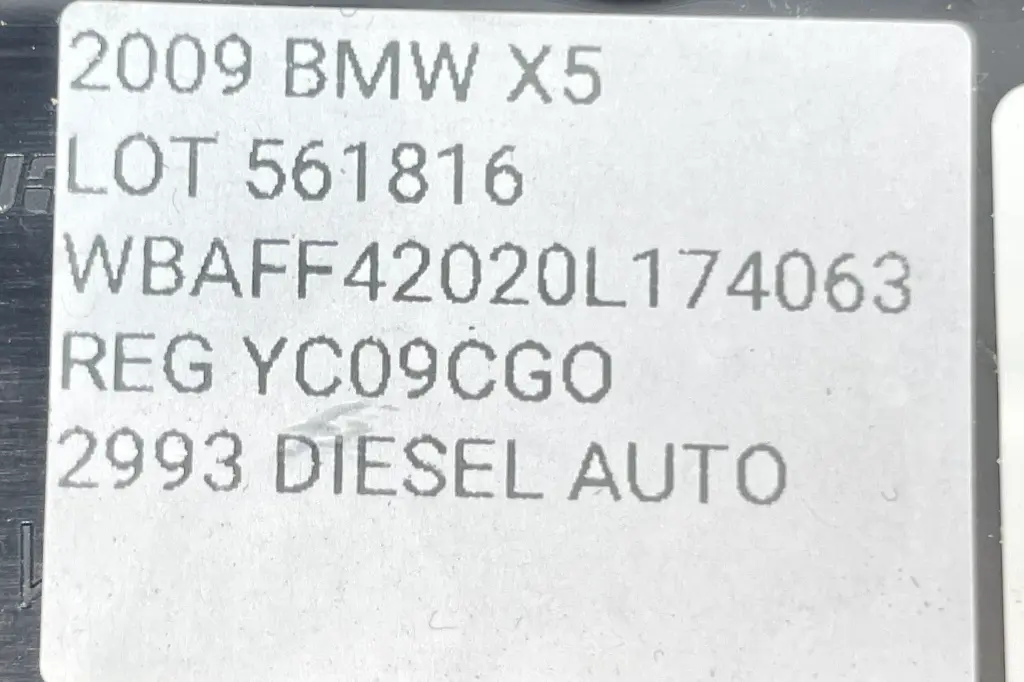 2009 BMW X5
LOT 561816
WBAFF42020L174063
REG YC09CGO
2993 DIESEL AUTO